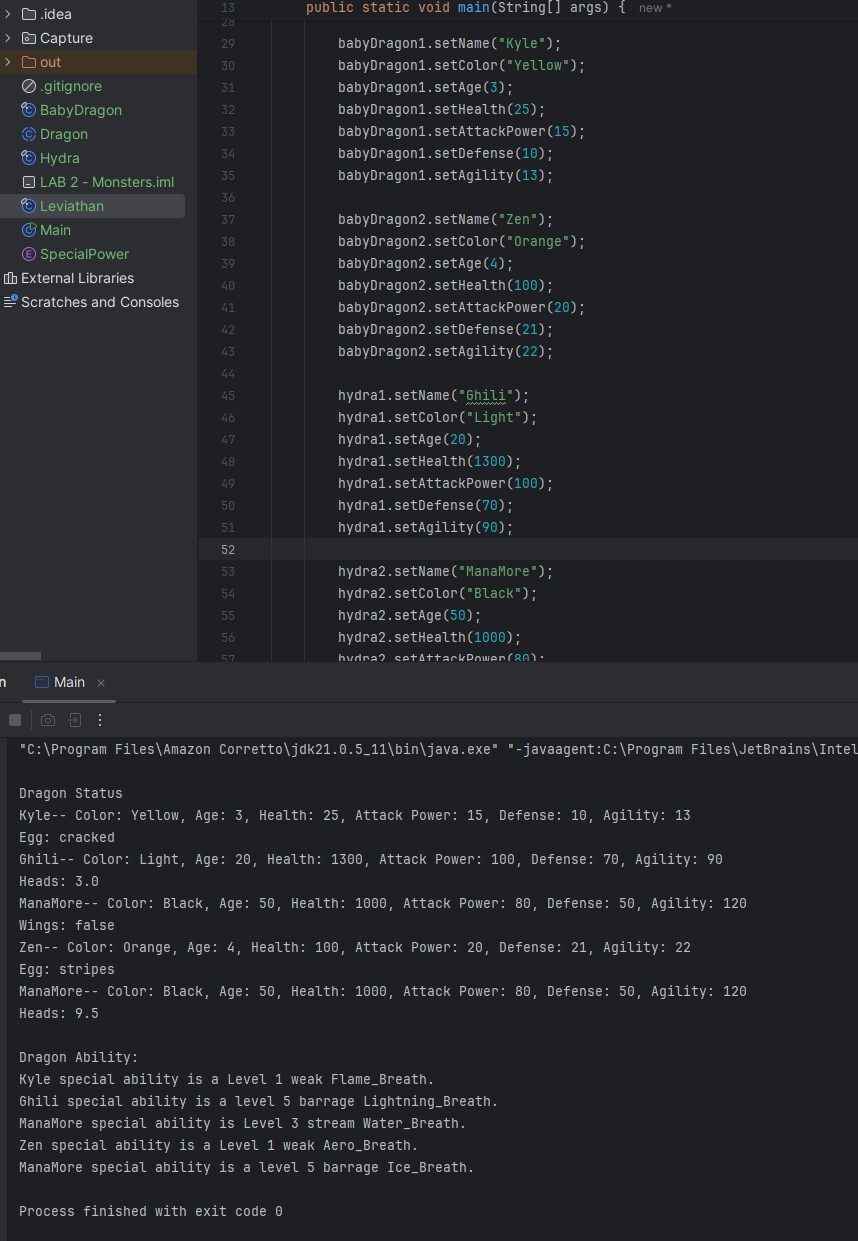 .idea
Capture
out
.gitignore
BabyDragon
Dragon
Hydra
LAB 2 - Monsters.iml
Leviathan
Main
SpecialPower
External Libraries
Scratches and Consoles
13 public static void main(String[] args) { new *
28
29 babyDragon1.setName("Kyle");
30 babyDragon1.setColor("Yellow");
31 babyDragon1.setAge(3);
32 babyDragon1.setHealth(25);
33 babyDragon1.setAttackPower(15);
34 babyDragon1.setDefense(10);
35 babyDragon1.setAgility(13);
36
37 babyDragon2.setName("Zen");
38 babyDragon2.setColor("Orange");
39 babyDragon2.setAge(4);
40 babyDragon2.setHealth(100);
41 babyDragon2.setAttackPower(20);
42 babyDragon2.setDefense(21);
43 babyDragon2.setAgility(22);
44
45 hydra1.setName("Ghili");
46 hydra1.setColor("Light");
47 hydra1.setAge(20);
48 hydra1.setHealth(1300);
49 hydra1.setAttackPower(100);
50 hydra1.setDefense(70);
51 hydra1.setAgility(90);
52
53 hydra2.setName("ManaMore");
54 hydra2.setColor("Black");
55 hydra2.setAge(50);
56 hydra2.setHealth(1000);
57 hydra2.setAttackPower(80);
n Main
"C:\Program Files\Amazon Corretto\jdk21.0.5_11\bin\java.exe" "-javaagent:C:\Program Files\JetBrains\Intel
Dragon Status
Kyle-- Color: Yellow, Age: 3, Health: 25, Attack Power: 15, Defense: 10, Agility: 13
Egg: cracked
Ghili-- Color: Light, Age: 20, Health: 1300, Attack Power: 100, Defense: 70, Agility: 90
Heads: 3.0
ManaMore-- Color: Black, Age: 50, Health: 1000, Attack Power: 80, Defense: 50, Agility: 120
Wings: false
Zen-- Color: Orange, Age: 4, Health: 100, Attack Power: 20, Defense: 21, Agility: 22
Egg: stripes
ManaMore-- Color: Black, Age: 50, Health: 1000, Attack Power: 80, Defense: 50, Agility: 120
Heads: 9.5
Dragon Ability:
Kyle special ability is a Level 1 weak Flame_Breath.
Ghili special ability is a level 5 barrage Lightning_Breath.
ManaMore special ability is Level 3 stream Water_Breath.
Zen special ability is a Level 1 weak Aero_Breath.
ManaMore special ability is a level 5 barrage Ice_Breath.
Process finished with exit code 0